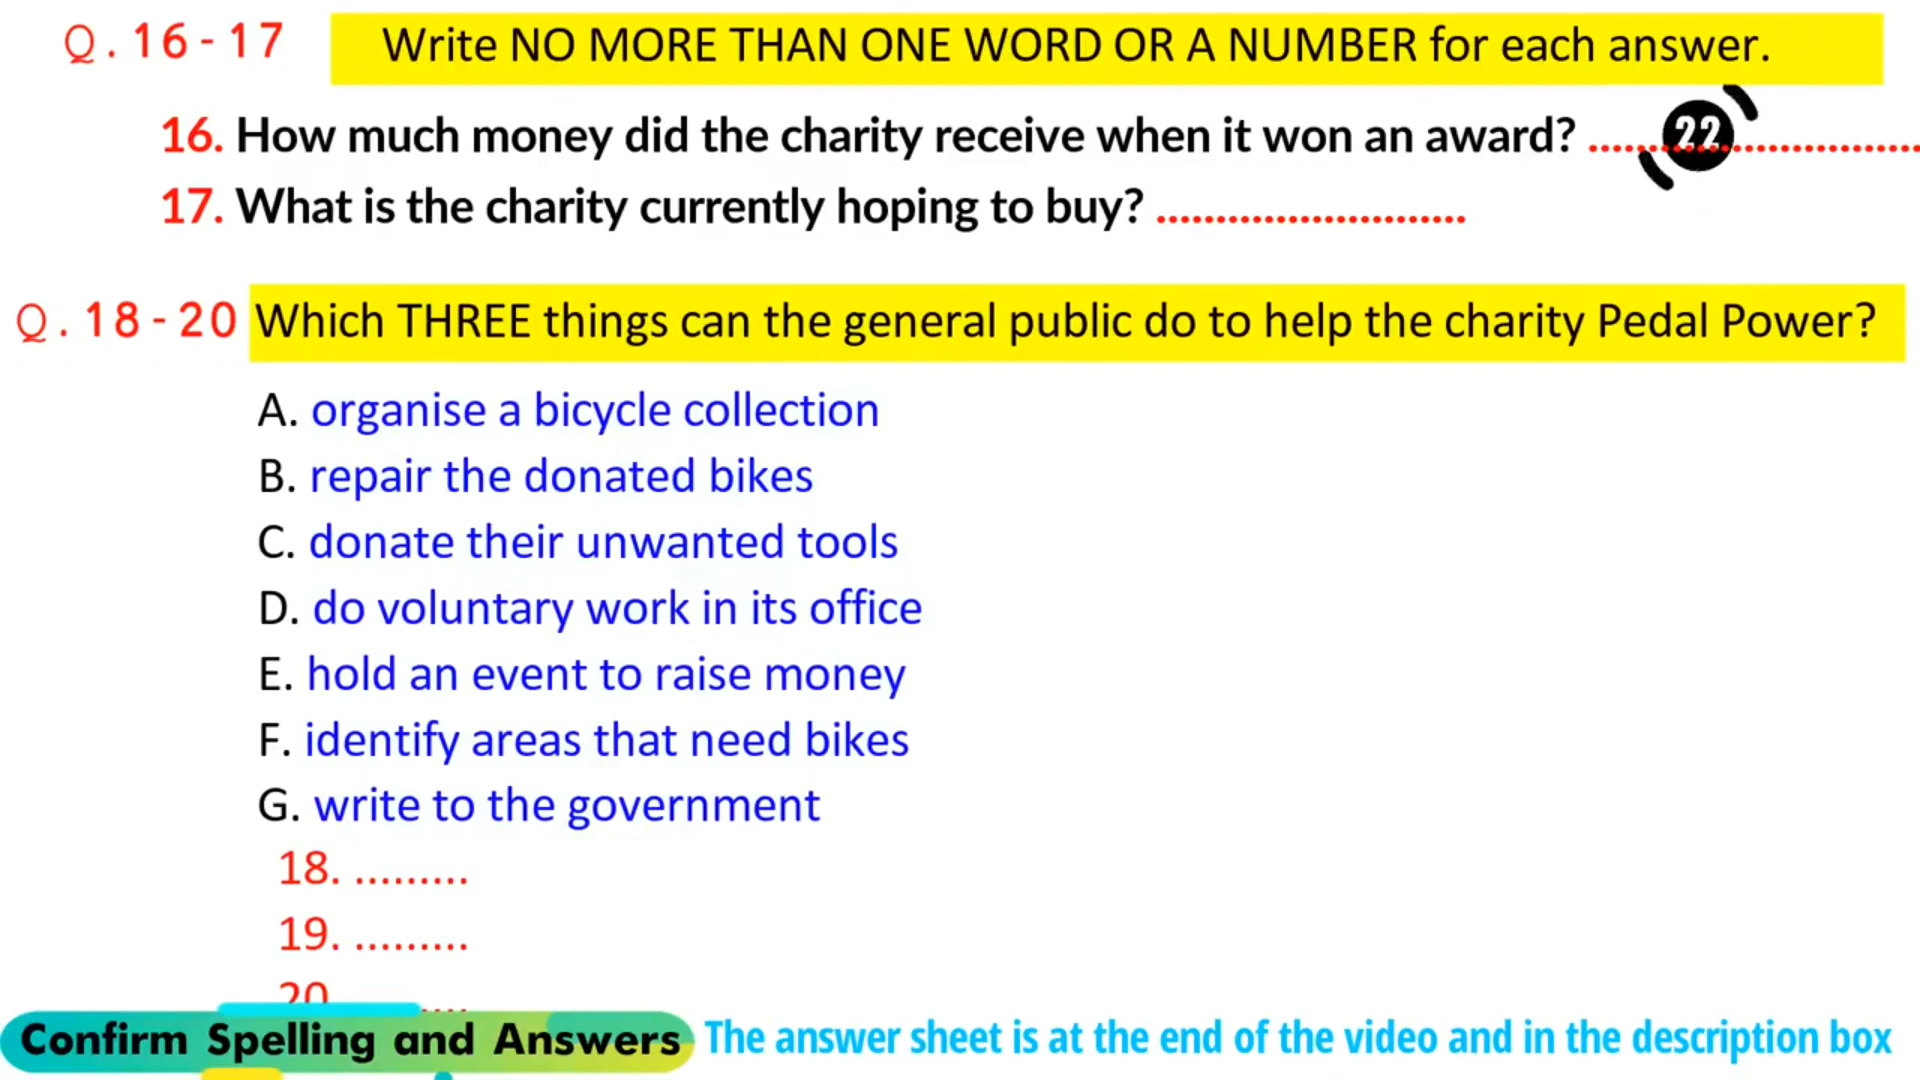 Q.16-17 Write NO MORE THAN ONE WORD OR A NUMBER for each answer.
16. How much money did the charity receive when it won an award? ..............................
22
17. What is the charity currently hoping to buy? ..........................
Q.18-20 Which THREE things can the general public do to help the charity Pedal Power?
A. organise a bicycle collection
B. repair the donated bikes
C. donate their unwanted tools
D. do voluntary work in its office
E. hold an event to raise money
F. identify areas that need bikes
G. write to the government
18. .........
19. .........
20 ....
Confirm Spelling and Answers The answer sheet is at the end of the video and in the description box